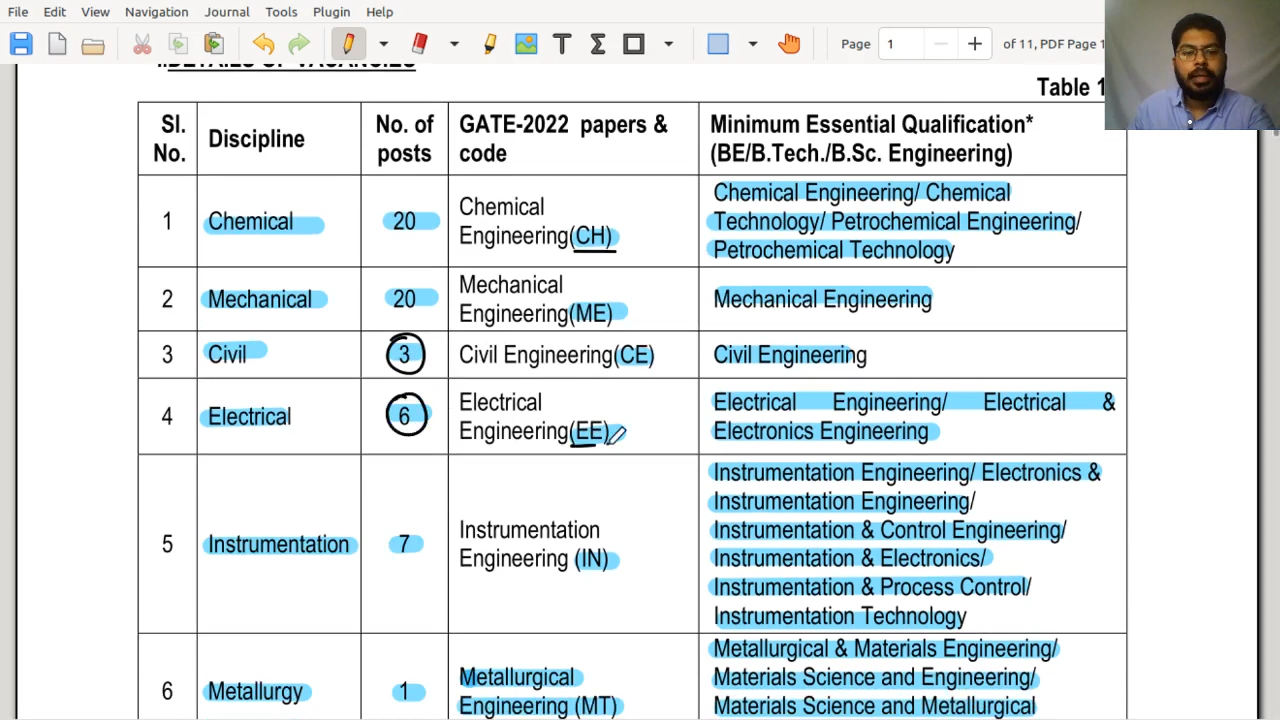 File Edit View Navigation Journal Tools Plugin Help
Page 1 of 11, PDF Page 1
DETAILS OF VACANCIES
Table 1
Sl. No. Discipline No. of posts GATE-2022 papers & code Minimum Essential Qualification* (BE/B.Tech./B.Sc. Engineering)
1 Chemical 20 Chemical Engineering(CH) Chemical Engineering/ Chemical Technology/ Petrochemical Engineering/ Petrochemical Technology
2 Mechanical 20 Mechanical Engineering(ME) Mechanical Engineering
3 Civil 3 Civil Engineering(CE) Civil Engineering
4 Electrical 6 Electrical Engineering(EE) Electrical Engineering/ Electrical & Electronics Engineering
5 Instrumentation 7 Instrumentation Engineering (IN) Instrumentation Engineering/ Electronics & Instrumentation Engineering/ Instrumentation & Control Engineering/ Instrumentation & Electronics/ Instrumentation & Process Control/ Instrumentation Technology
6 Metallurgy 1 Metallurgical Engineering (MT) Metallurgical & Materials Engineering/ Materials Science and Engineering/ Materials Science and Metallurgical